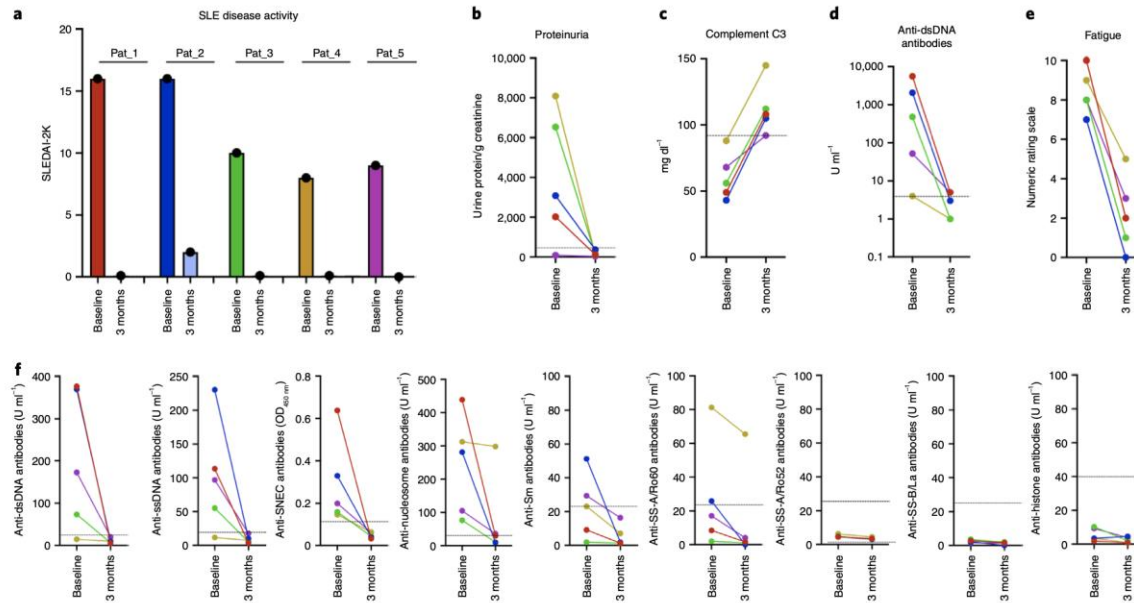 a
SLE disease activity
SLEDAI-2K
20
15
10
5
0
Pat_1 Pat_2 Pat_3 Pat_4 Pat_5
Baseline 3 months Baseline 3 months Baseline 3 months Baseline 3 months Baseline 3 months
b
Proteinuria
Urine protein/g creatinine
10,000
8,000
6,000
4,000
2,000
0
Baseline 3 months
c
Complement C3
mg dl⁻¹
150
100
50
0
Baseline 3 months
d
Anti-dsDNA
antibodies
U ml⁻¹
10,000
1,000
100
10
1
0.1
Baseline 3 months
e
Fatigue
Numeric rating scale
10
8
6
4
2
0
Baseline 3 months
f
Anti-dsDNA antibodies (U ml⁻¹)
400
300
200
100
0
Baseline 3 months
Anti-ssDNA antibodies (U ml⁻¹)
250
200
150
100
50
0
Baseline 3 months
Anti-SNEC antibodies (OD450 nm)
0.8
0.6
0.4
0.2
0
Baseline 3 months
Anti-nucleosome antibodies (U ml⁻¹)
500
400
300
200
100
0
Baseline 3 months
Anti-Sm antibodies (U ml⁻¹)
100
80
60
40
20
0
Baseline 3 months
Anti-SS-A/Ro60 antibodies (U ml⁻¹)
100
80
60
40
20
0
Baseline 3 months
Anti-SS-A/Ro52 antibodies (U ml⁻¹)
100
80
60
40
20
0
Baseline 3 months
Anti-SS-B/La antibodies (U ml⁻¹)
100
80
60
40
20
0
Baseline 3 months
Anti-histone antibodies (U ml⁻¹)
100
80
60
40
20
0
Baseline 3 months